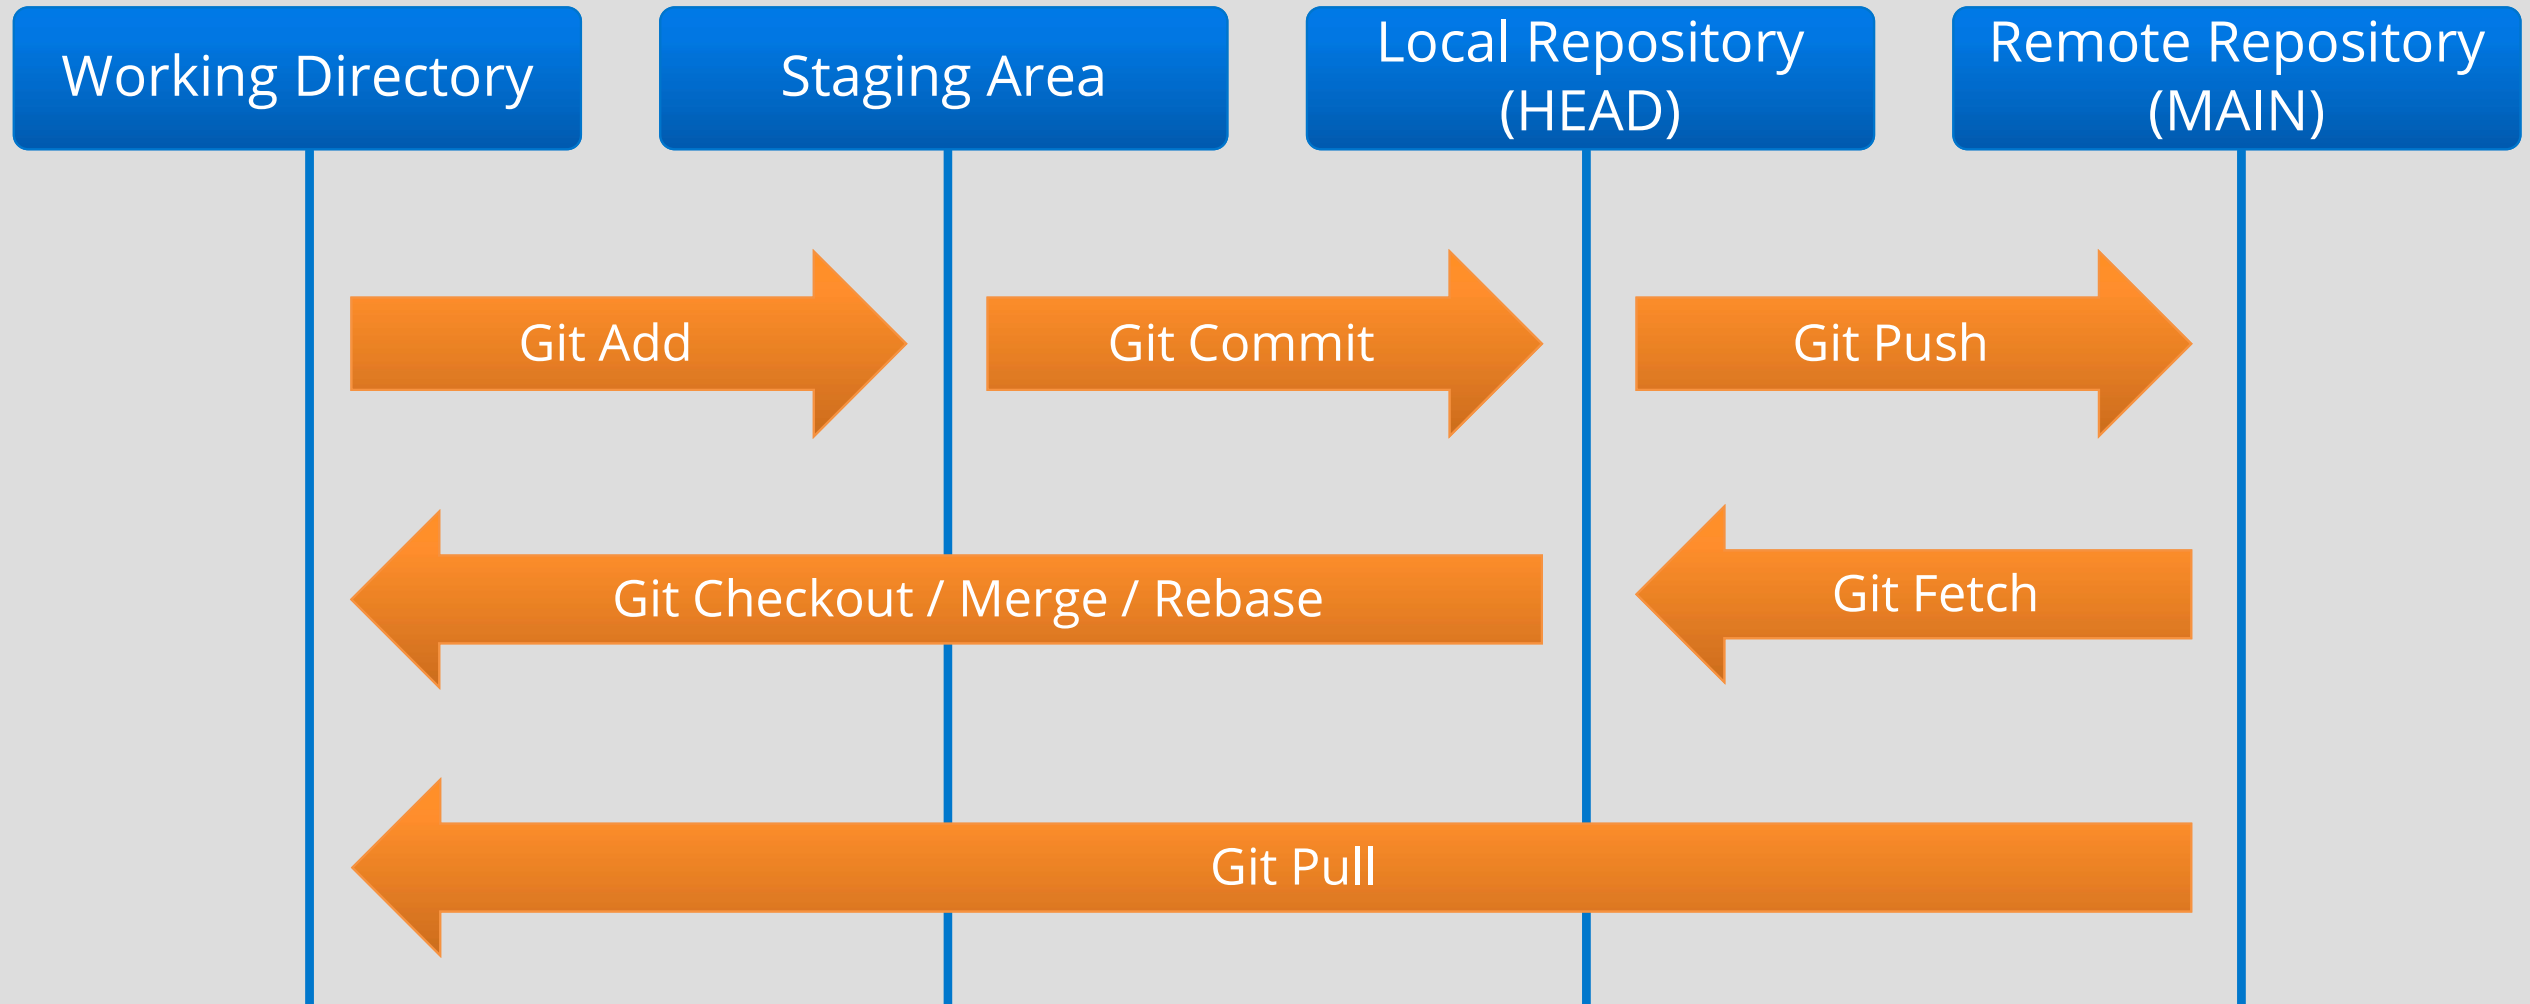 Working Directory
Staging Area
Local Repository
(HEAD)
Remote Repository
(MAIN)
Git Add
Git Commit
Git Push
Git Checkout / Merge / Rebase
Git Fetch
Git Pull